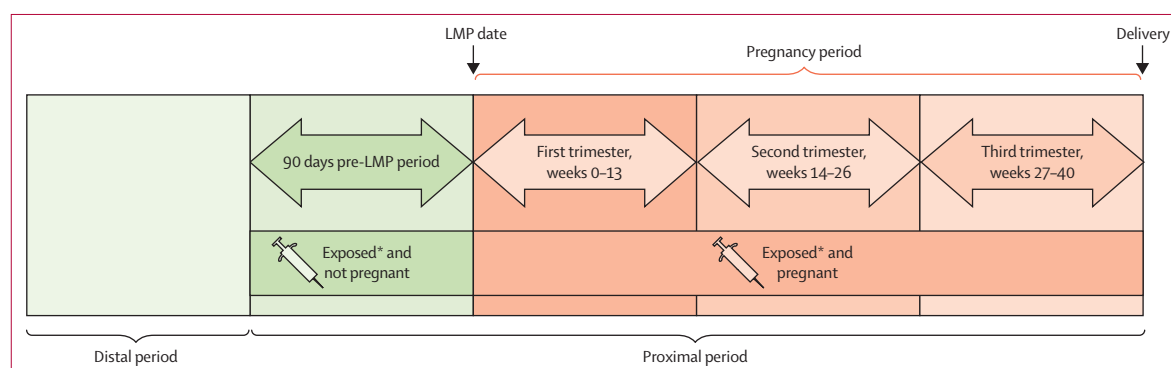 LMP date
Delivery
Pregnancy period
90 days pre-LMP period
First trimester,
weeks 0–13
Second trimester,
weeks 14–26
Third trimester,
weeks 27–40
Exposed* and
not pregnant
Exposed* and
pregnant
Distal period
Proximal period